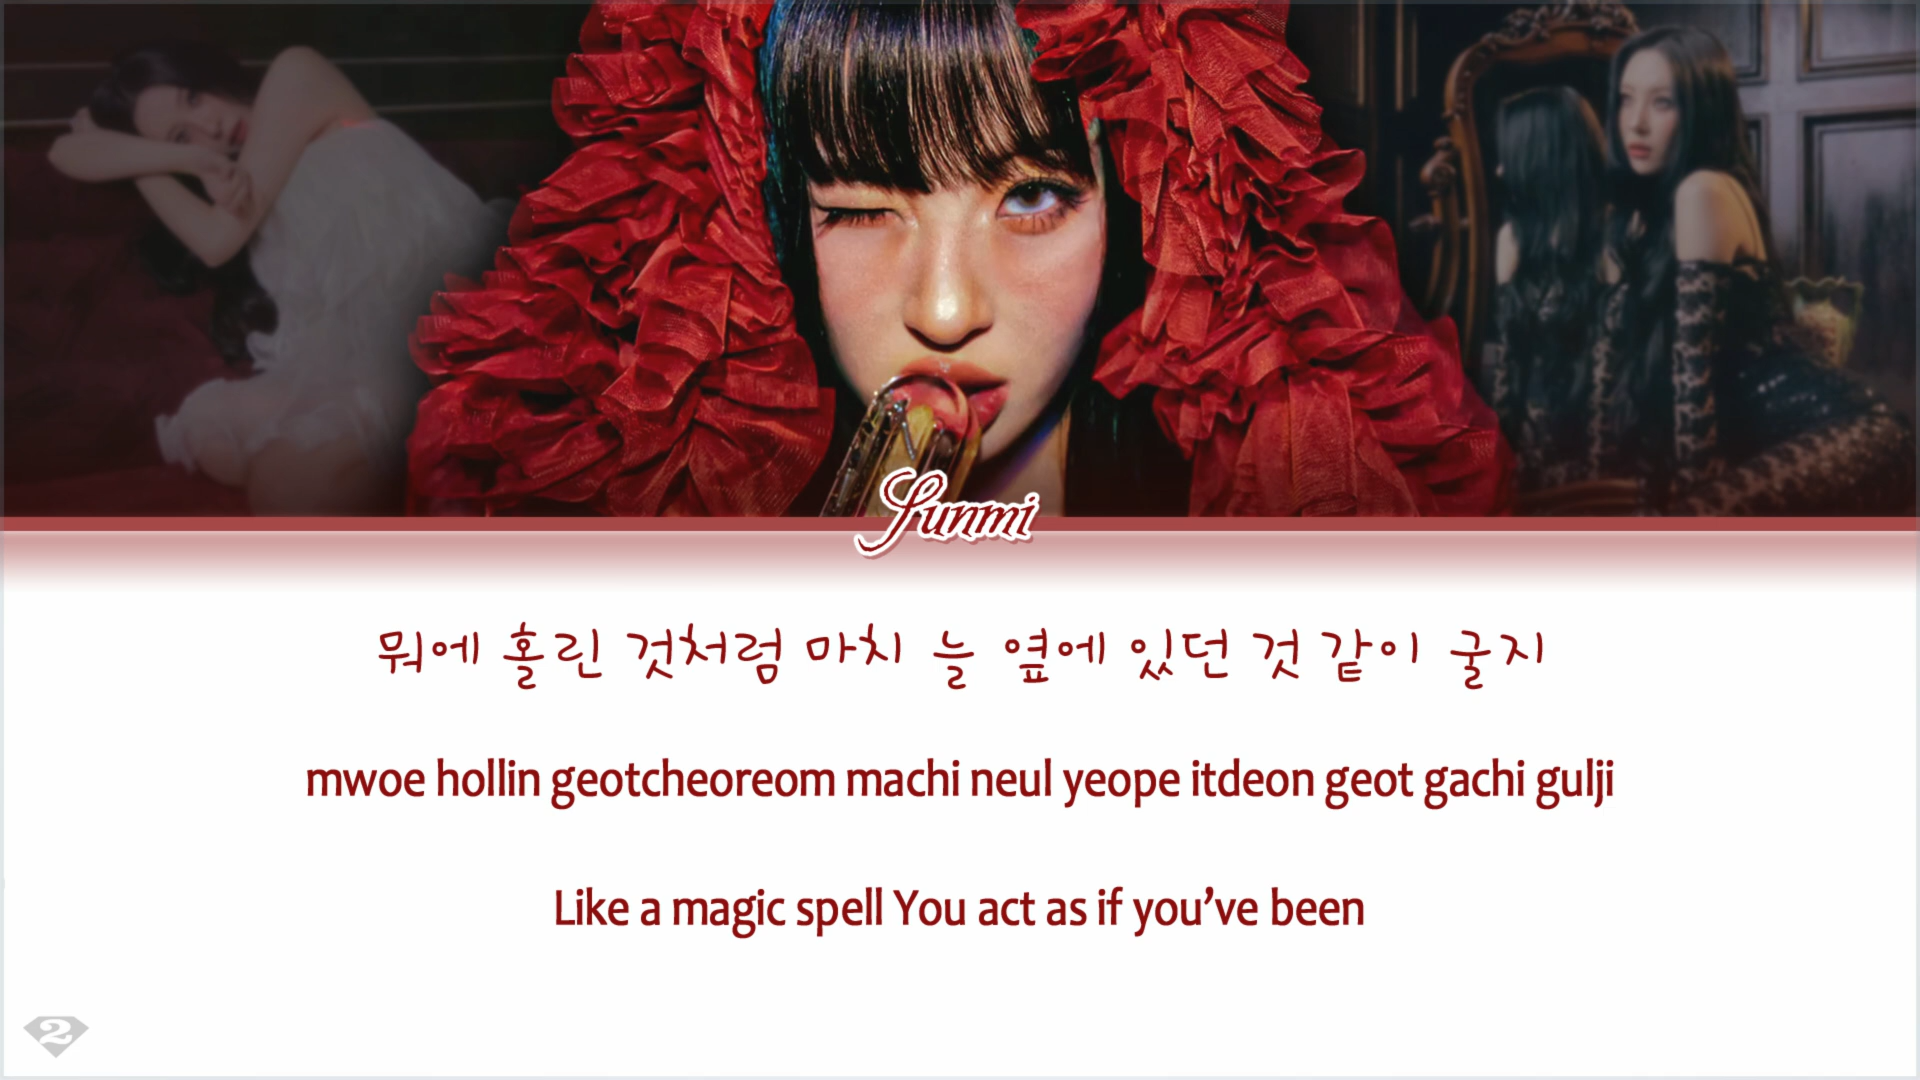 Sunmi
뭐에 홀린 것처럼 마치 늘 옆에 있던 것 같이 굴지
mwoe hollin geotcheoreom machi neul yeope itdeon geot gachi gulji
Like a magic spell You act as if you’ve been
2